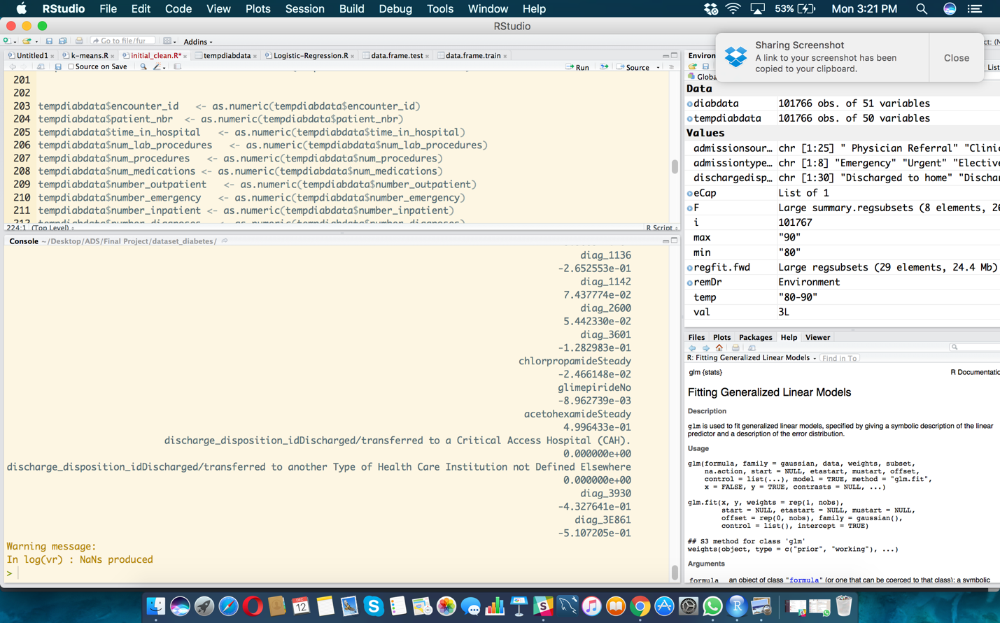 RStudio File Edit Code View Plots Session Build Debug Tools Window Help 53% Mon 3:21 PM
RStudio
Go to file/fun Addins
Sharing Screenshot
A link to your screenshot has been
copied to your clipboard.
Close
Untitled1 k-means.R initial_clean.R* tempdiabdata Logistic-Regression.R data.frame.test data.frame.train
Source on Save Run Source
201
202
203 tempdiabdata$encounter_id <- as.numeric(tempdiabdata$encounter_id)
204 tempdiabdata$patient_nbr <- as.numeric(tempdiabdata$patient_nbr)
205 tempdiabdata$time_in_hospital <- as.numeric(tempdiabdata$time_in_hospital)
206 tempdiabdata$num_lab_procedures <- as.numeric(tempdiabdata$num_lab_procedures)
207 tempdiabdata$num_procedures <- as.numeric(tempdiabdata$num_procedures)
208 tempdiabdata$num_medications <- as.numeric(tempdiabdata$num_medications)
209 tempdiabdata$number_outpatient <- as.numeric(tempdiabdata$number_outpatient)
210 tempdiabdata$number_emergency <- as.numeric(tempdiabdata$number_emergency)
211 tempdiabdata$number_inpatient <- as.numeric(tempdiabdata$number_inpatient)
212 tempdiabdata$number_diagnoses <- as.numeric(tempdiabdata$number_diagnoses)
224:1 (Top Level) R Script
Console ~/Desktop/ADS/Final Project/dataset_diabetes/
diag_1136
-2.652553e-01
diag_1142
7.437774e-02
diag_2600
5.442330e-02
diag_3601
-1.282983e-01
chlorpropamideSteady
-2.466148e-02
glimepirideNo
-8.962739e-03
acetohexamideSteady
4.996433e-01
discharge_disposition_idDischarged/transferred to a Critical Access Hospital (CAH).
0.000000e+00
discharge_disposition_idDischarged/transferred to another Type of Health Care Institution not Defined Elsewhere
0.000000e+00
diag_3930
-4.327641e-01
diag_3E861
-5.107205e-01
Warning message:
In log(vr) : NaNs produced
>
Environ
List
Globa
Data
diabdata 101766 obs. of 51 variables
tempdiabdata 101766 obs. of 50 variables
Values
admissionsour… chr [1:25] " Physician Referral" "Clinic
admissiontype… chr [1:8] "Emergency" "Urgent" "Elective
dischargedisp… chr [1:30] "Discharged to home" "Dischar
eCap List of 1
F Large summary.regsubsets (8 elements, 26
i 101767
max "90"
min "80"
regfit.fwd Large regsubsets (29 elements, 24.4 Mb)
remDr Environment
temp "80-90"
val 3L
Files Plots Packages Help Viewer
R: Fitting Generalized Linear Models Find in To
glm {stats} R Documentatio
Fitting Generalized Linear Models
Description
glm is used to fit generalized linear models, specified by giving a symbolic description of the linear
predictor and a description of the error distribution.
Usage
glm(formula, family = gaussian, data, weights, subset,
na.action, start = NULL, etastart, mustart, offset,
control = list(...), model = TRUE, method = "glm.fit",
x = FALSE, y = TRUE, contrasts = NULL, ...)
glm.fit(x, y, weights = rep(1, nobs),
start = NULL, etastart = NULL, mustart = NULL,
offset = rep(0, nobs), family = gaussian(),
control = list(), intercept = TRUE)
## S3 method for class 'glm'
weights(object, type = c("prior", "working"), ...)
Arguments
formula an object of class "formula" (or one that can be coerced to that class): a symbolic
DEC
12